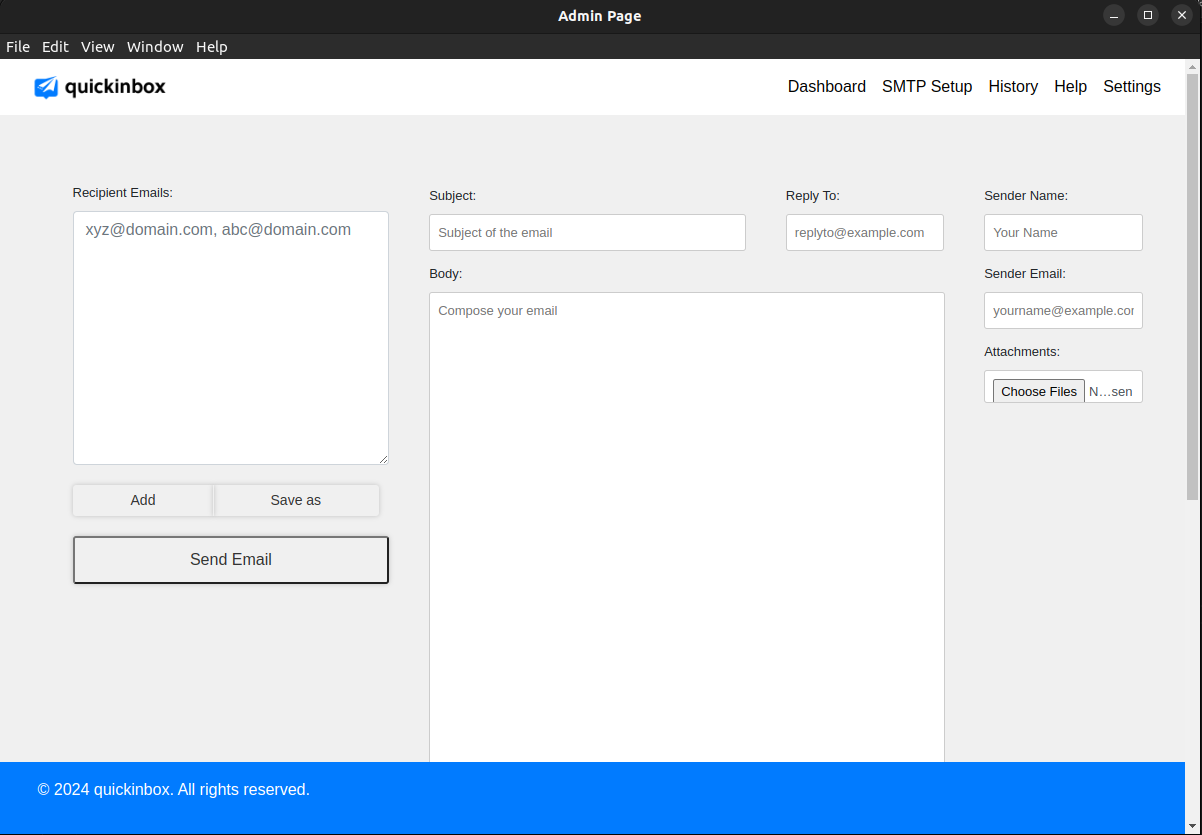 Admin Page
File Edit View Window Help
quickinbox
Dashboard SMTP Setup History Help Settings
Recipient Emails:
xyz@domain.com, abc@domain.com
Add Save as
Send Email
Subject:
Subject of the email
Reply To:
replyto@example.com
Body:
Compose your email
Sender Name:
Your Name
Sender Email:
yourname@example.cor
Attachments:
Choose Files N...sen
© 2024 quickinbox. All rights reserved.